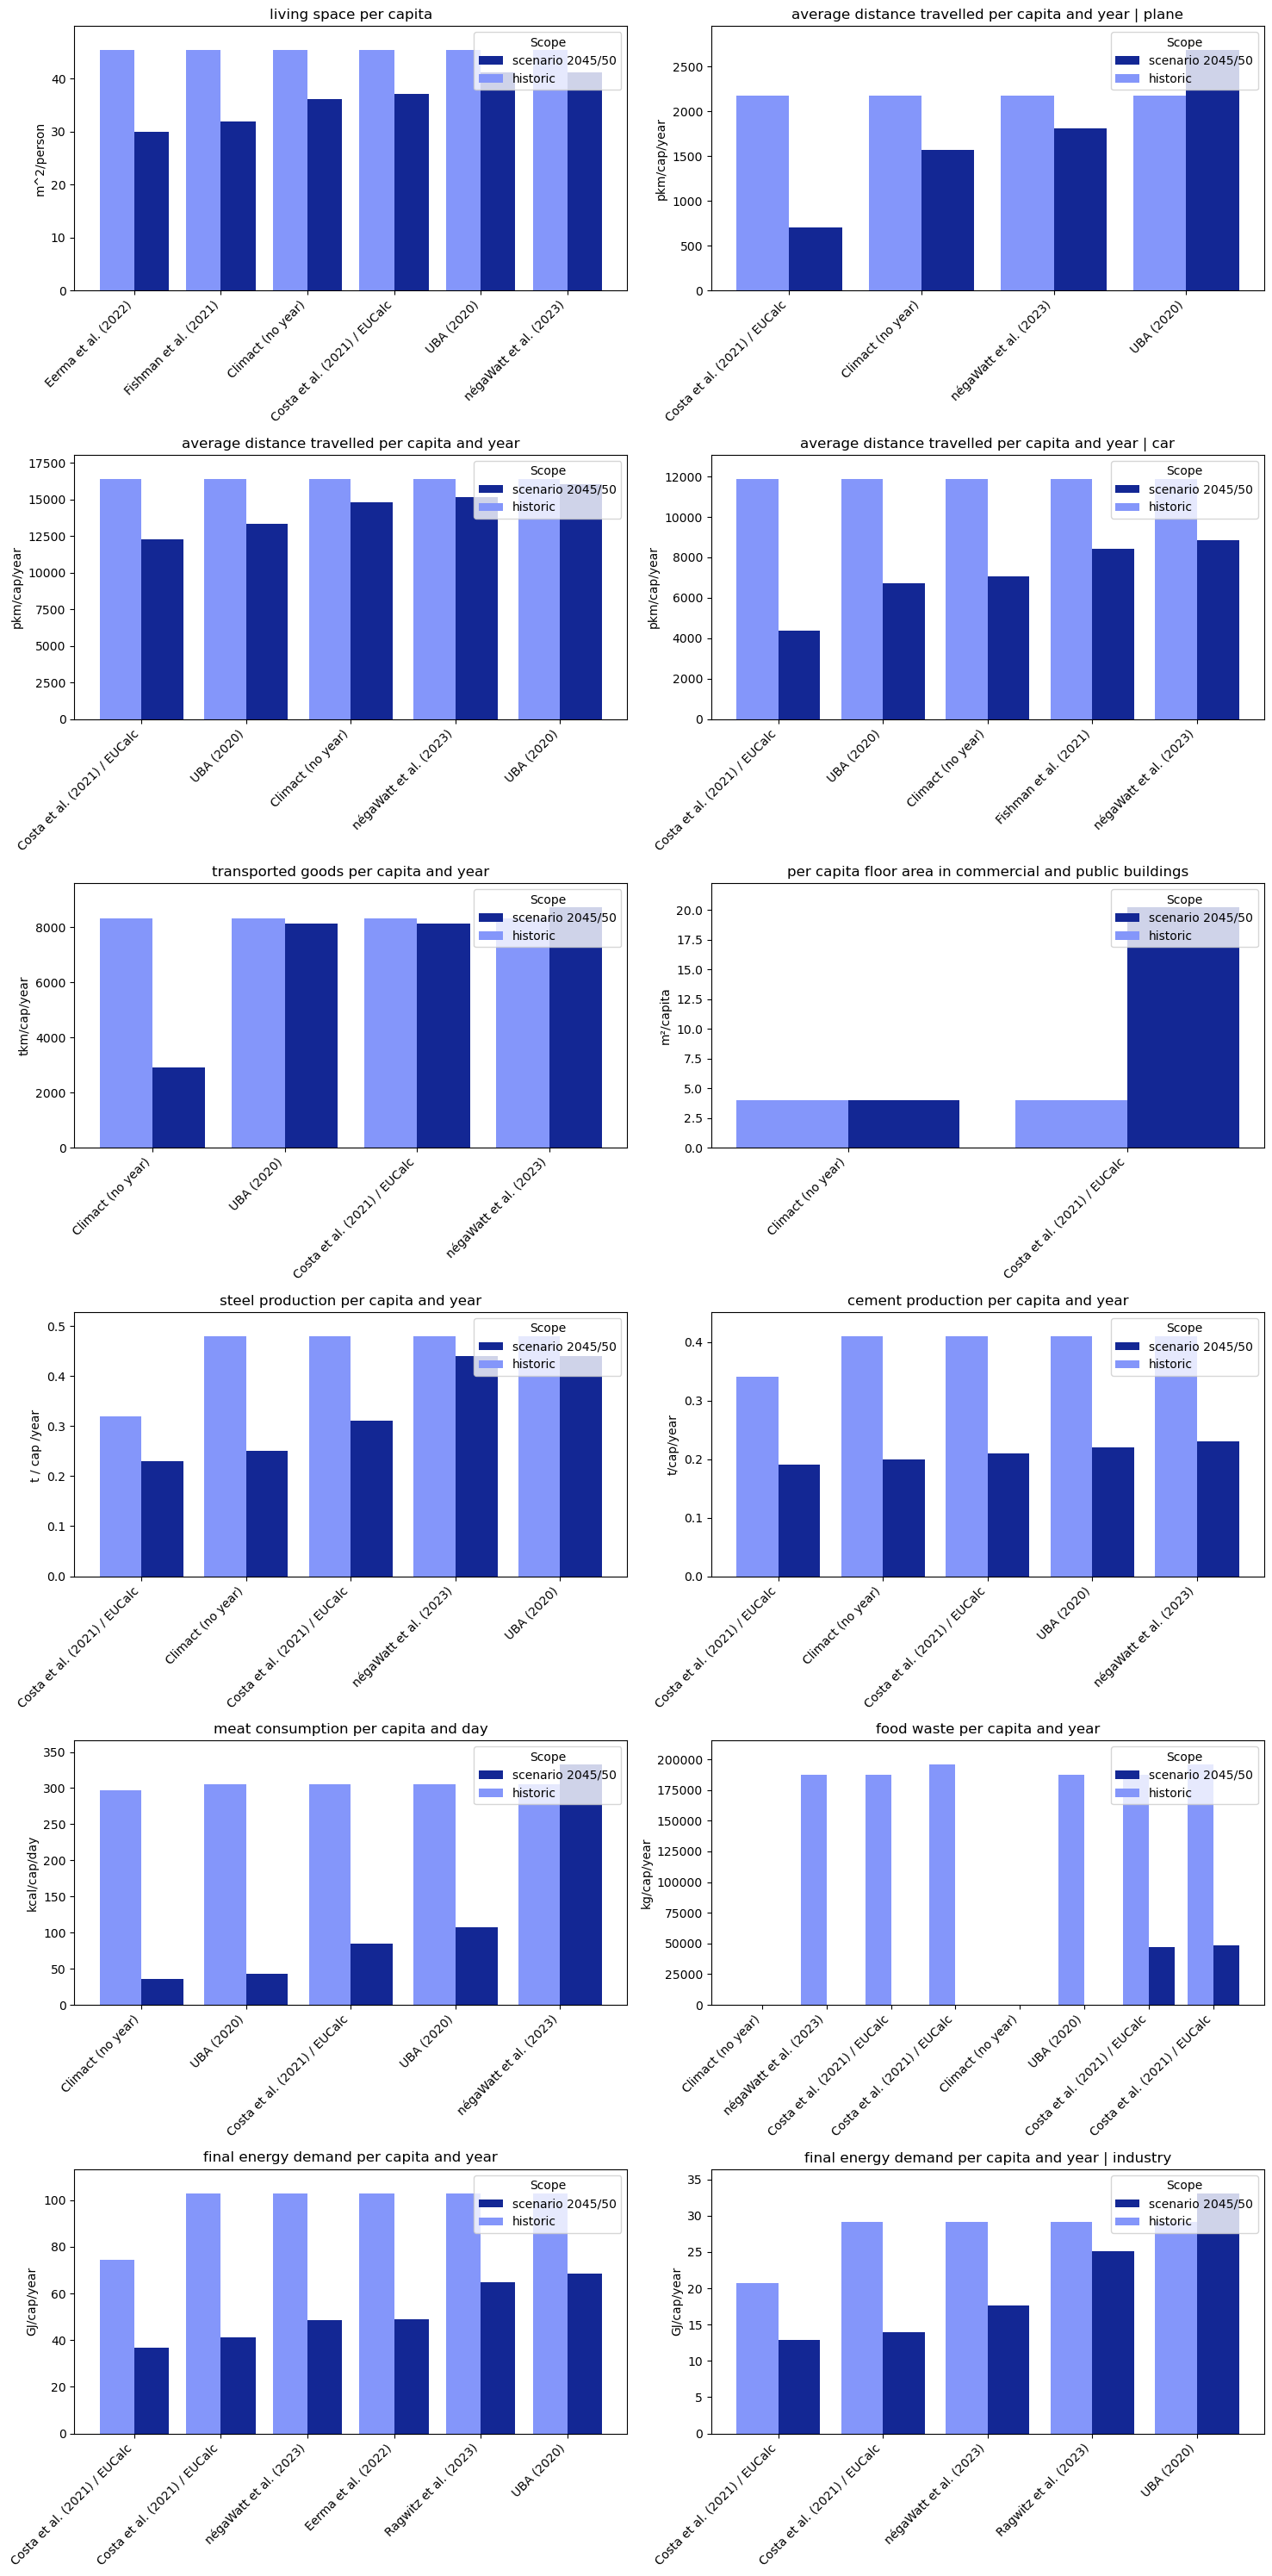 living space per capita
m^2/person
40
30
20
10
0
Scope
scenario 2045/50
historic
Eerma et al. (2022)
Fishman et al. (2021)
Climact (no year)
Costa et al. (2021) / EUCalc
UBA (2020)
négaWatt et al. (2023)
average distance travelled per capita and year | plane
pkm/cap/year
2500
2000
1500
1000
500
0
Scope
scenario 2045/50
historic
Costa et al. (2021) / EUCalc
Climact (no year)
négaWatt et al. (2023)
UBA (2020)
average distance travelled per capita and year
pkm/cap/year
17500
15000
12500
10000
7500
5000
2500
0
Scope
scenario 2045/50
historic
Costa et al. (2021) / EUCalc
UBA (2020)
Climact (no year)
négaWatt et al. (2023)
UBA (2020)
average distance travelled per capita and year | car
pkm/cap/year
12000
10000
8000
6000
4000
2000
0
Scope
scenario 2045/50
historic
Costa et al. (2021) / EUCalc
UBA (2020)
Climact (no year)
Fishman et al. (2021)
négaWatt et al. (2023)
transported goods per capita and year
tkm/cap/year
8000
6000
4000
2000
0
Scope
scenario 2045/50
historic
Climact (no year)
UBA (2020)
Costa et al. (2021) / EUCalc
négaWatt et al. (2023)
per capita floor area in commercial and public buildings
m²/capita
20.0
17.5
15.0
12.5
10.0
7.5
5.0
2.5
0.0
Scope
scenario 2045/50
historic
Climact (no year)
Costa et al. (2021) / EUCalc
steel production per capita and year
t / cap /year
0.5
0.4
0.3
0.2
0.1
0.0
Scope
scenario 2045/50
historic
Costa et al. (2021) / EUCalc
Climact (no year)
Costa et al. (2021) / EUCalc
négaWatt et al. (2023)
UBA (2020)
cement production per capita and year
t/cap/year
0.4
0.3
0.2
0.1
0.0
Scope
scenario 2045/50
historic
Costa et al. (2021) / EUCalc
Climact (no year)
Costa et al. (2021) / EUCalc
UBA (2020)
négaWatt et al. (2023)
meat consumption per capita and day
kcal/cap/day
350
300
250
200
150
100
50
0
Scope
scenario 2045/50
historic
Climact (no year)
UBA (2020)
Costa et al. (2021) / EUCalc
UBA (2020)
négaWatt et al. (2023)
food waste per capita and year
kg/cap/year
200000
175000
150000
125000
100000
75000
50000
25000
0
Scope
scenario 2045/50
historic
Climact (no year)
négaWatt et al. (2023)
Costa et al. (2021) / EUCalc
Costa et al. (2021) / EUCalc
Climact (no year)
UBA (2020)
Costa et al. (2021) / EUCalc
Costa et al. (2021) / EUCalc
final energy demand per capita and year
GJ/cap/year
100
80
60
40
20
0
Scope
scenario 2045/50
historic
Costa et al. (2021) / EUCalc
Costa et al. (2021) / EUCalc
négaWatt et al. (2023)
Eerma et al. (2022)
Ragwitz et al. (2023)
UBA (2020)
final energy demand per capita and year | industry
GJ/cap/year
35
30
25
20
15
10
5
0
Scope
scenario 2045/50
historic
Costa et al. (2021) / EUCalc
Costa et al. (2021) / EUCalc
négaWatt et al. (2023)
Ragwitz et al. (2023)
UBA (2020)